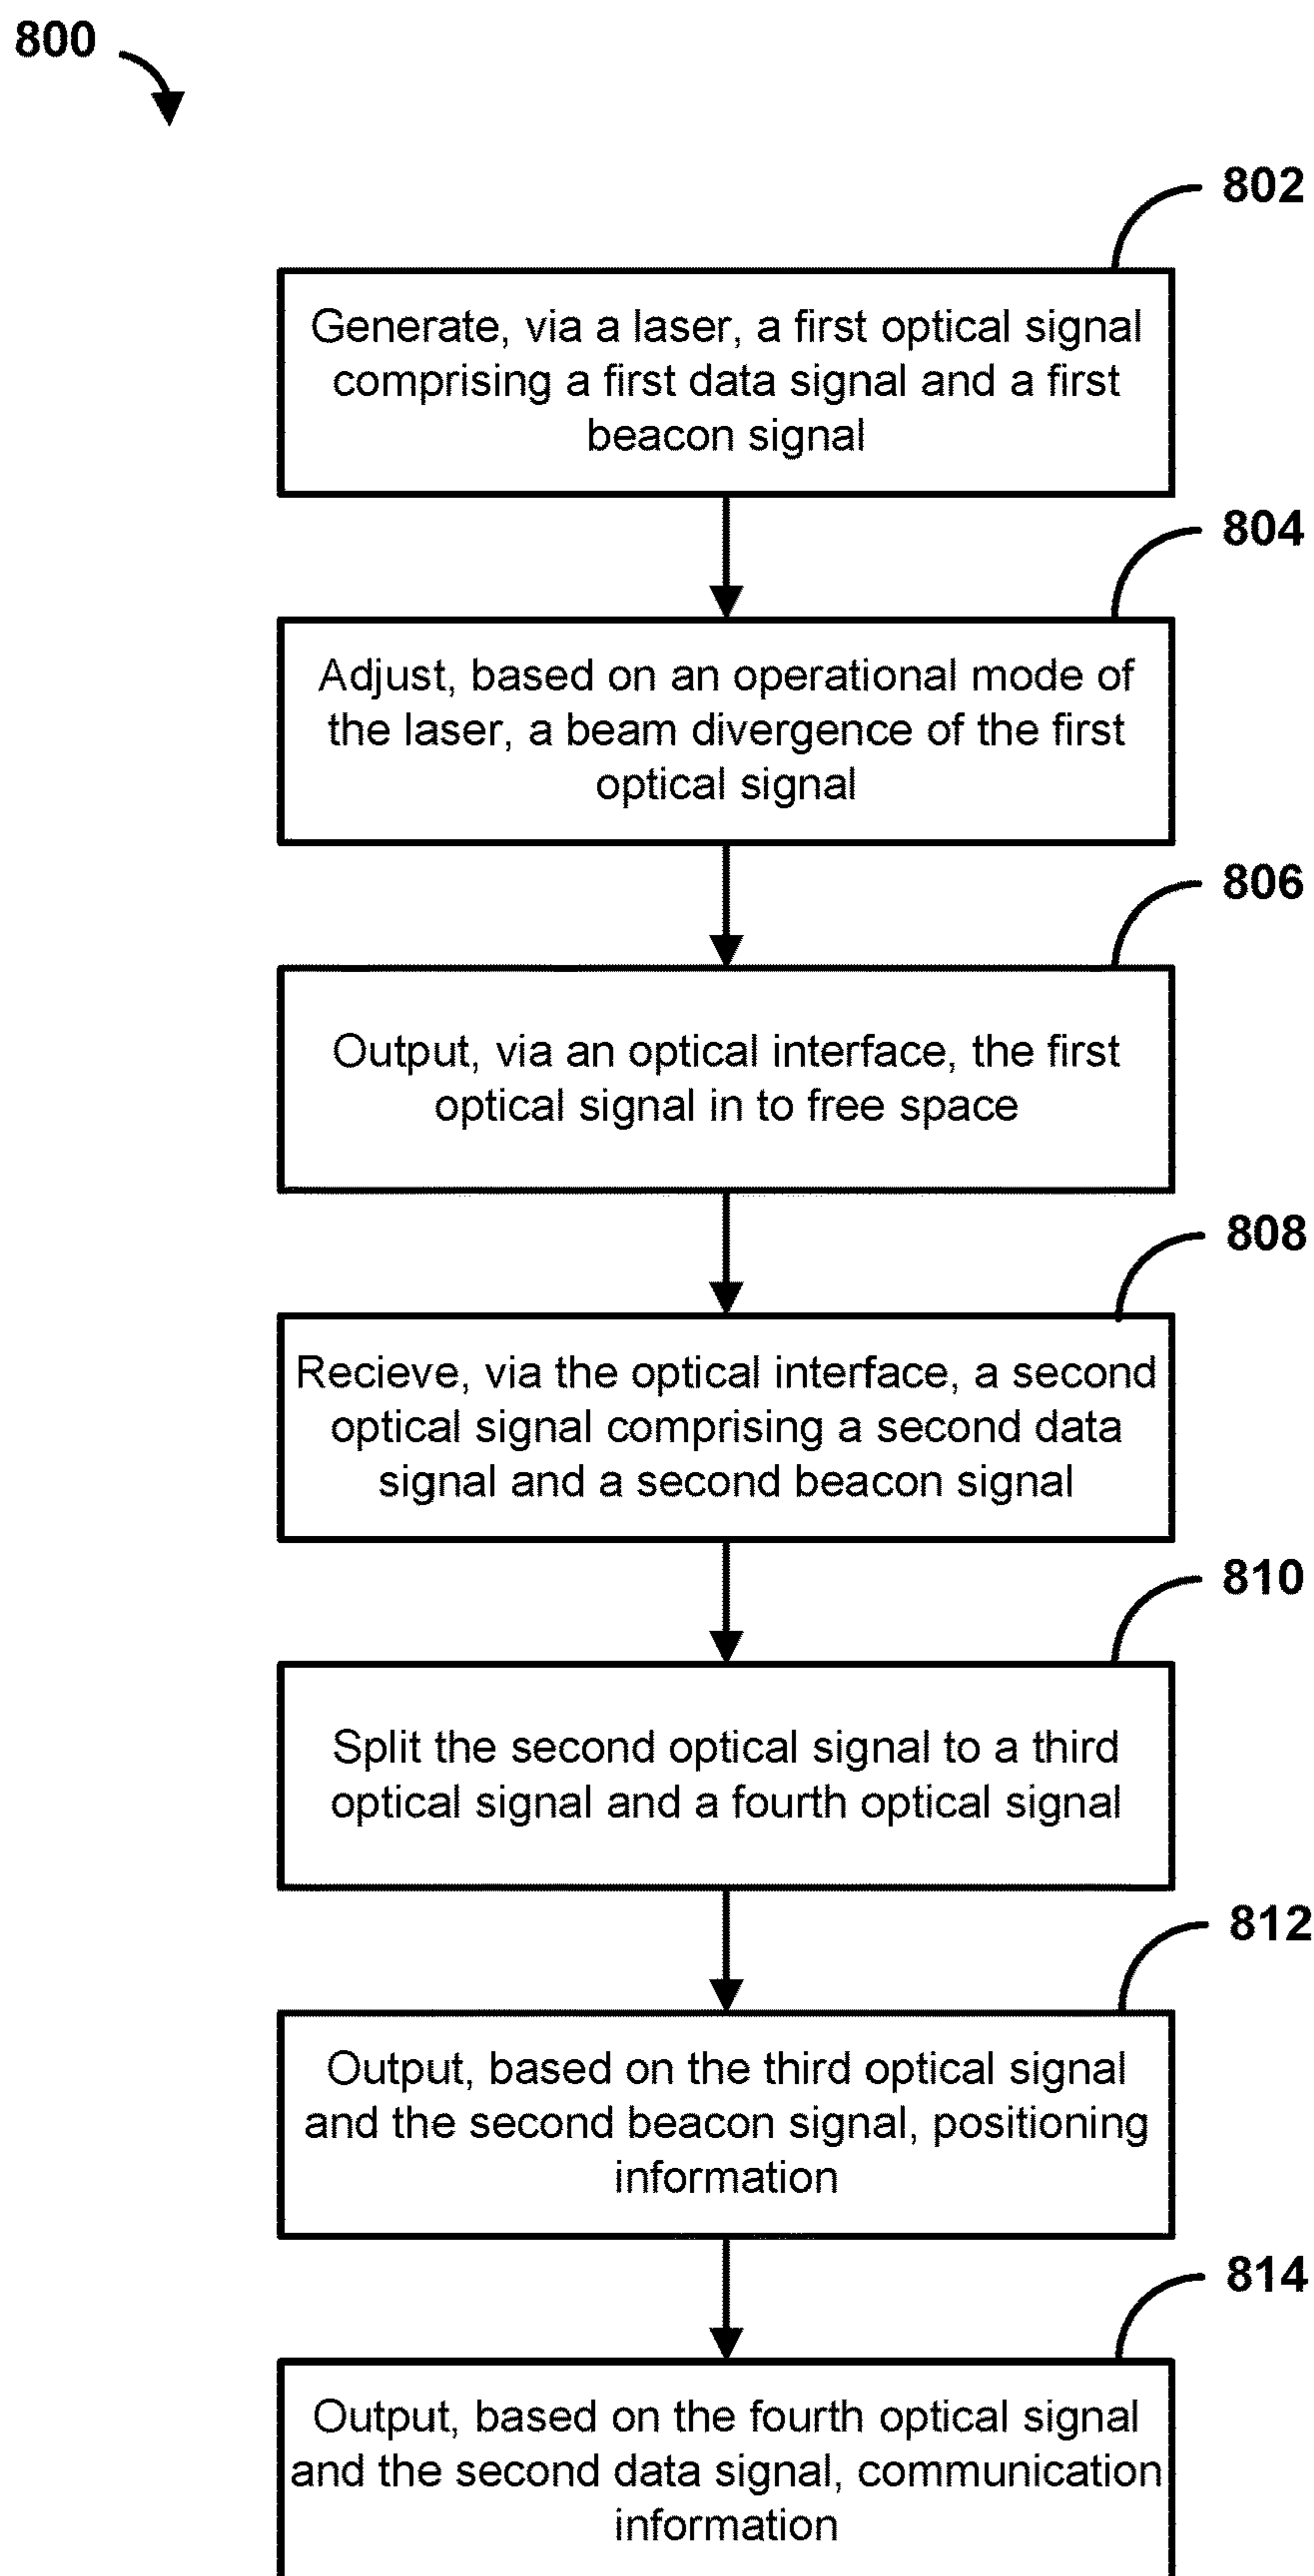 800
802
Generate, via a laser, a first optical signal
comprising a first data signal and a first
beacon signal
804
Adjust, based on an operational mode of
the laser, a beam divergence of the first
optical signal
806
Output, via an optical interface, the first
optical signal in to free space
808
Recieve, via the optical interface, a second
optical signal comprising a second data
signal and a second beacon signal
810
Split the second optical signal to a third
optical signal and a fourth optical signal
812
Output, based on the third optical signal
and the second beacon signal, positioning
information
814
Output, based on the fourth optical signal
and the second data signal, communication
information